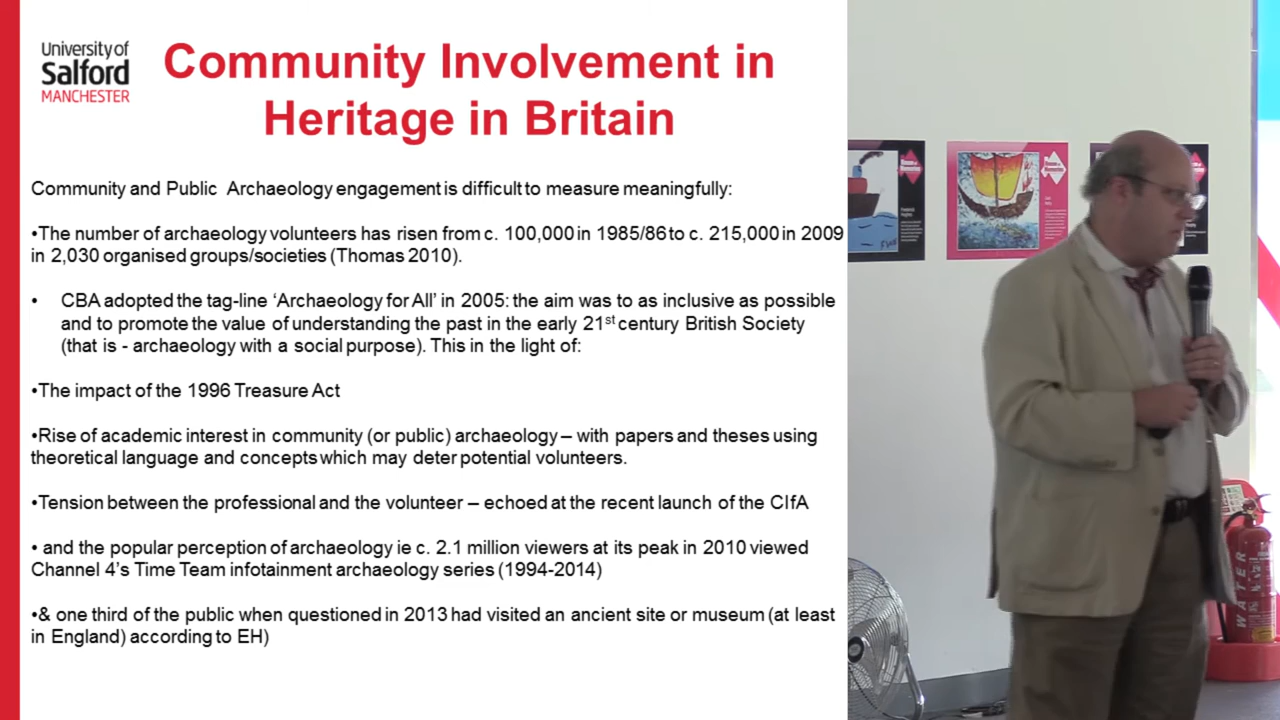 University of
Salford
MANCHESTER
Community Involvement in
Heritage in Britain
Community and Public Archaeology engagement is difficult to measure meaningfully:
•The number of archaeology volunteers has risen from c. 100,000 in 1985/86 to c. 215,000 in 2009
in 2,030 organised groups/societies (Thomas 2010).
• CBA adopted the tag-line ‘Archaeology for All’ in 2005: the aim was to as inclusive as possible
and to promote the value of understanding the past in the early 21st century British Society
(that is - archaeology with a social purpose). This in the light of:
•The impact of the 1996 Treasure Act
•Rise of academic interest in community (or public) archaeology – with papers and theses using
theoretical language and concepts which may deter potential volunteers.
•Tension between the professional and the volunteer – echoed at the recent launch of the CIfA
• and the popular perception of archaeology ie c. 2.1 million viewers at its peak in 2010 viewed
Channel 4’s Time Team infotainment archaeology series (1994-2014)
•& one third of the public when questioned in 2013 had visited an ancient site or museum (at least
in England) according to EH)
WATER